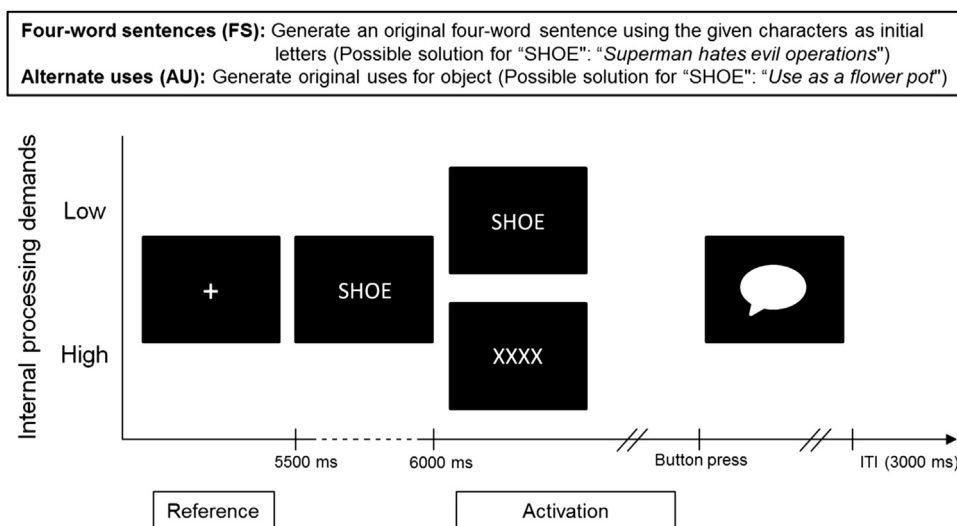 Four-word sentences (FS): Generate an original four-word sentence using the given characters as initial
letters (Possible solution for “SHOE": “Superman hates evil operations")
Alternate uses (AU): Generate original uses for object (Possible solution for “SHOE": “Use as a flower pot")
Internal processing demands
Low
High
+
SHOE
SHOE
XXXX
5500 ms
6000 ms
Button press
ITI (3000 ms)
Reference
Activation